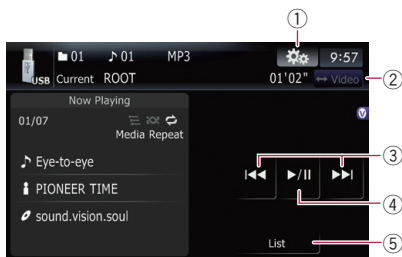 ①
USB 01 01 MP3 9:57
Current ROOT 01'02" ↔ Video ②
Now Playing
01/07
Media Repeat
③
Eye-to-eye
PIONEER TIME
④
sound.vision.soul
List ⑤